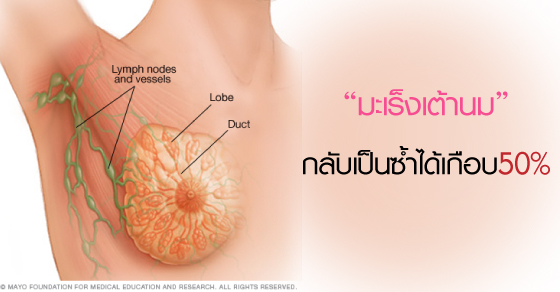 Lymph nodes
and vessels
Lobe
Duct
“มะเร็งเต้านม”
กลับเป็นซ้ำได้เกือบ50%
© MAYO FOUNDATION FOR MEDICAL EDUCATION AND RESEARCH. ALL RIGHTS RESERVED.